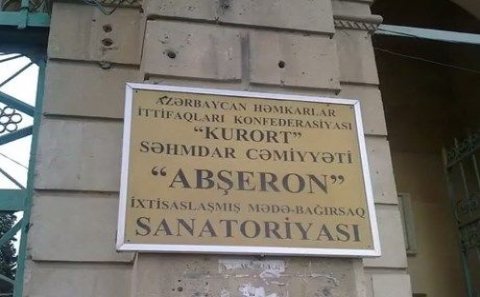 AZƏRBAYCAN HƏMKARLAR
İTTİFAQLARI KONFEDERASİYASI
“KURORT”
SƏHMDAR CƏMİYYƏTİ
“ABŞERON”
İXTİSASLAŞMIŞ MƏDƏ-BAĞIRSAQ
SANATORİYASI